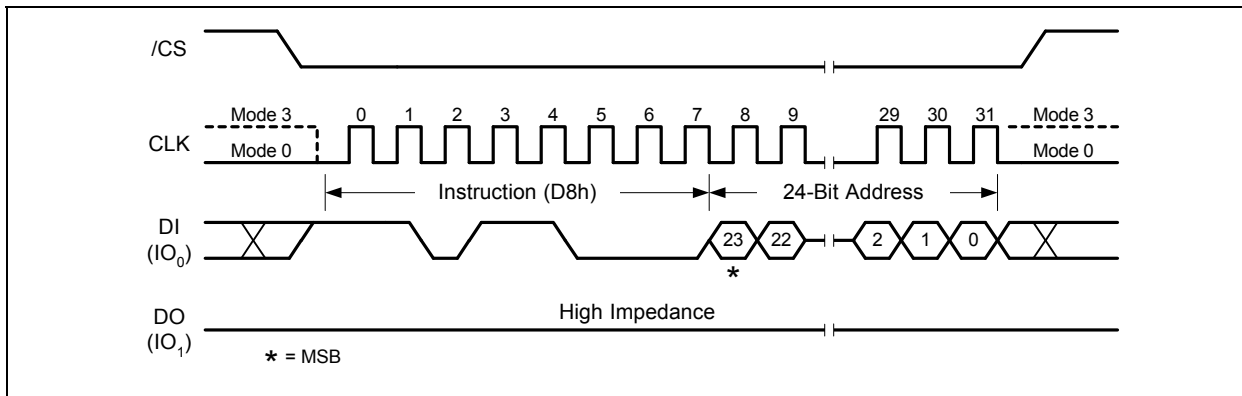 /CS
Mode 3 0 1 2 3 4 5 6 7 8 9 29 30 31 Mode 3
CLK
Mode 0 Mode 0
Instruction (D8h) 24-Bit Address
DI
(IO0)
23 22 2 1 0
*
High Impedance
DO
(IO1)
* = MSB